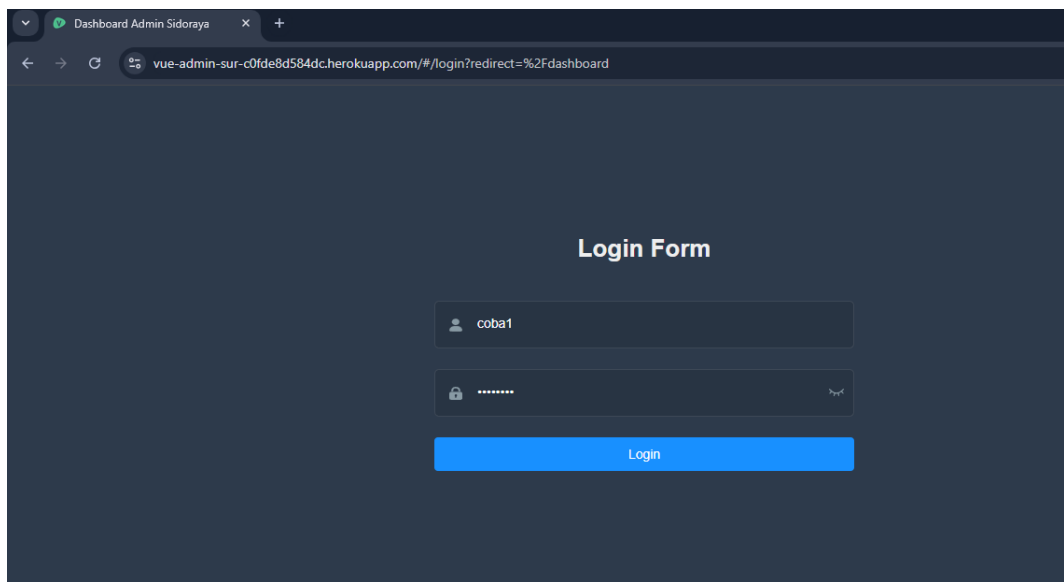 Dashboard Admin Sidoraya
vue-admin-sur-c0fde8d584dc.herokuapp.com/#/login?redirect=%2Fdashboard
Login Form
coba1
••••••••
Login